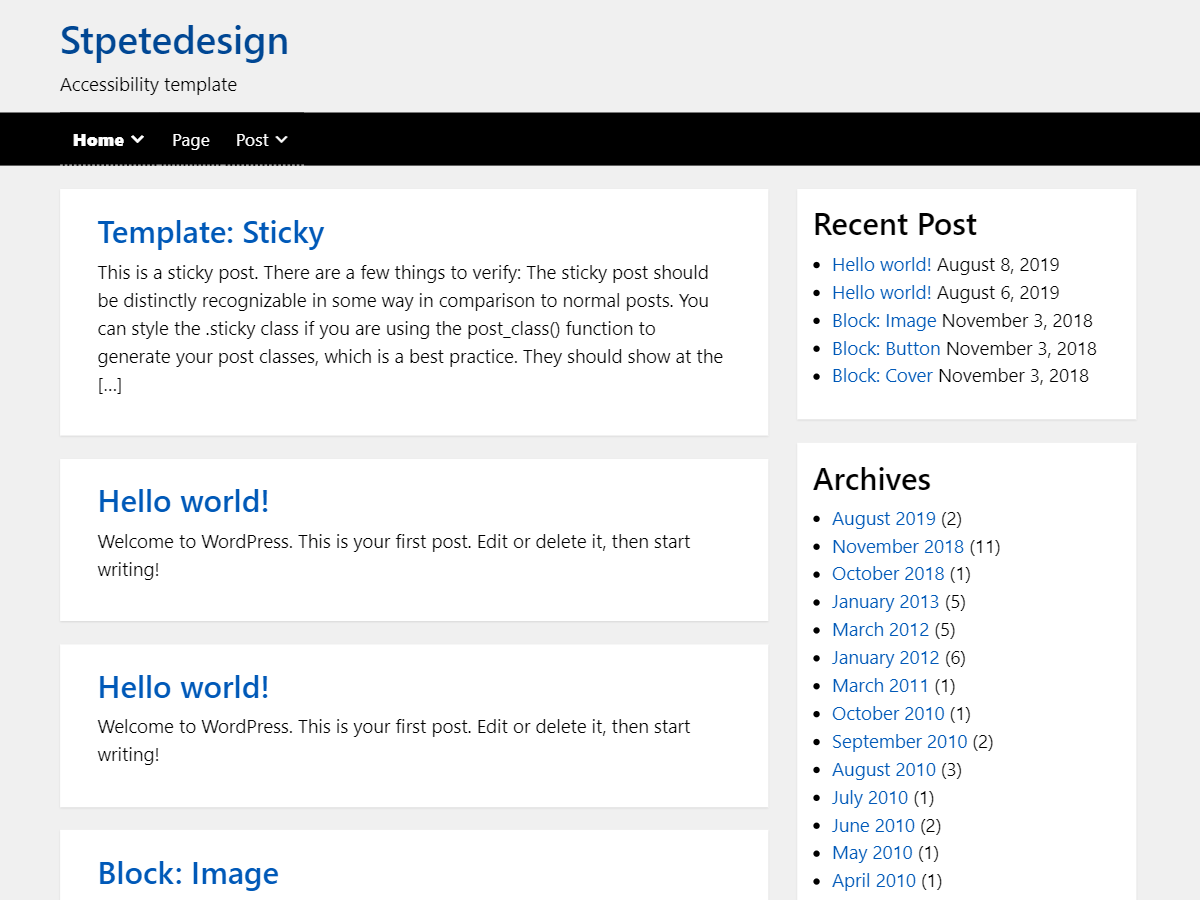 Stpetedesign
Accessibility template
Home Page Post
Template: Sticky
This is a sticky post. There are a few things to verify: The sticky post should
be distinctly recognizable in some way in comparison to normal posts. You
can style the .sticky class if you are using the post_class() function to
generate your post classes, which is a best practice. They should show at the
[…]
Hello world!
Welcome to WordPress. This is your first post. Edit or delete it, then start
writing!
Hello world!
Welcome to WordPress. This is your first post. Edit or delete it, then start
writing!
Block: Image
Recent Post
Hello world! August 8, 2019
Hello world! August 6, 2019
Block: Image November 3, 2018
Block: Button November 3, 2018
Block: Cover November 3, 2018
Archives
August 2019 (2)
November 2018 (11)
October 2018 (1)
January 2013 (5)
March 2012 (5)
January 2012 (6)
March 2011 (1)
October 2010 (1)
September 2010 (2)
August 2010 (3)
July 2010 (1)
June 2010 (2)
May 2010 (1)
April 2010 (1)